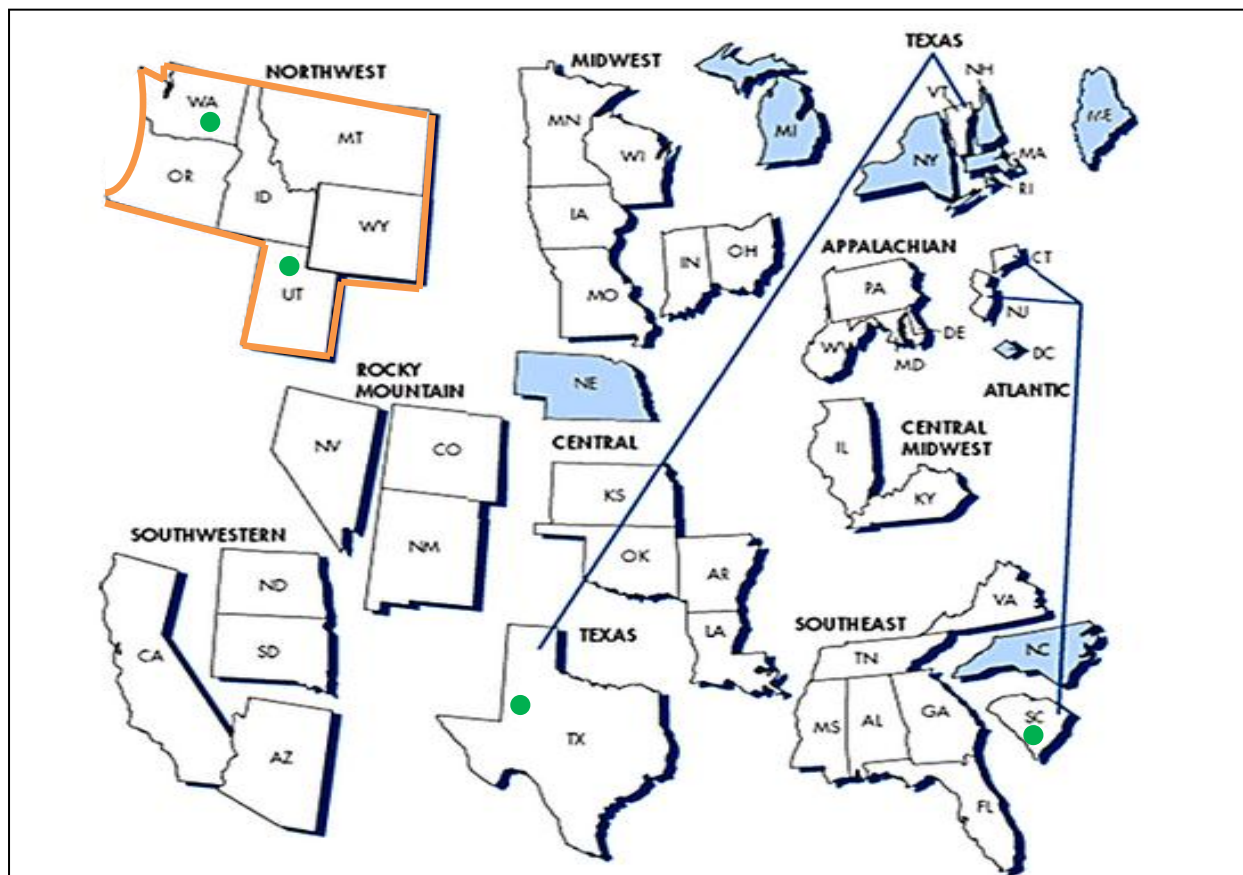 NORTHWEST
WA
MT
OR
ID
WY
UT
MIDWEST
MN
WI
IA
MO
IN
OH
MI
TEXAS
NH
VT
NY
MA
RI
ME
APPALACHIAN
PA
WV
MD
DE
CT
NJ
DC
ATLANTIC
ROCKY
MOUNTAIN
NV
CO
NM
NE
CENTRAL
KS
OK
AR
LA
CENTRAL
MIDWEST
IL
KY
SOUTHWESTERN
CA
ND
SD
AZ
TEXAS
TX
SOUTHEAST
VA
TN
NC
MS
AL
GA
SC
FL